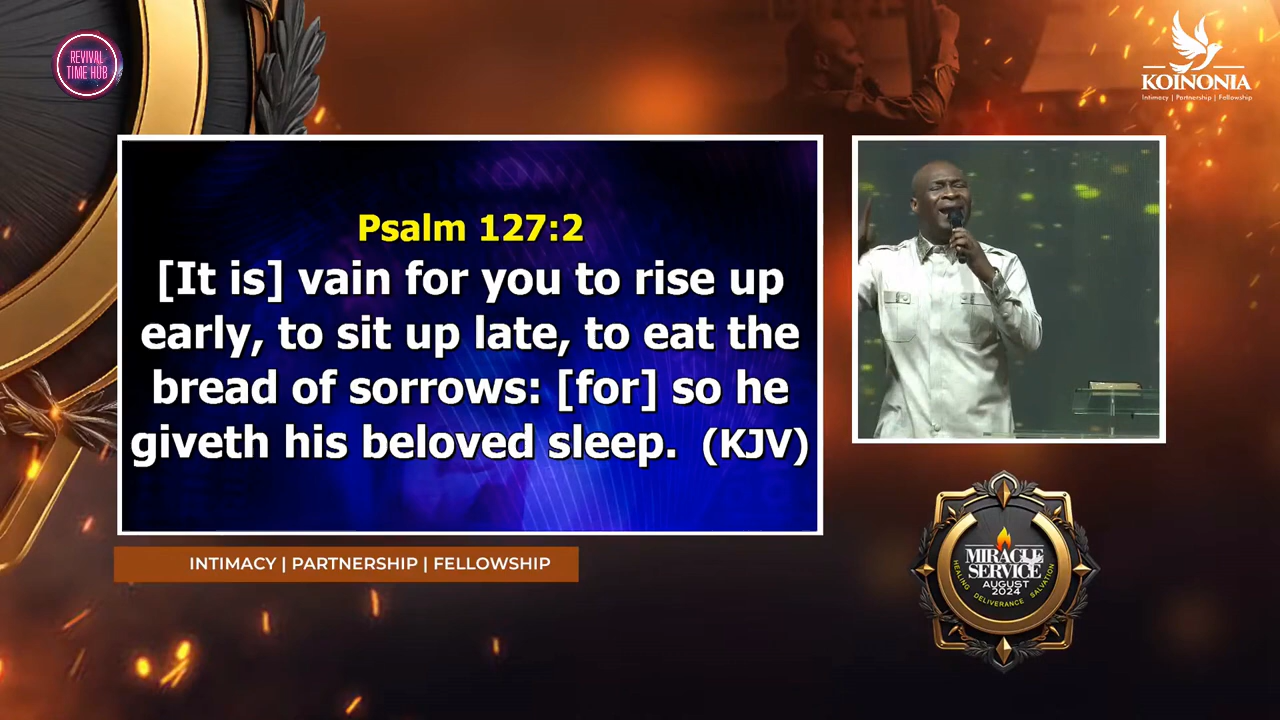 REVIVAL
TIME HUB
KOINONIA
Intimacy | Partnership | Fellowship
Psalm 127:2
[It is] vain for you to rise up
early, to sit up late, to eat the
bread of sorrows: [for] so he
giveth his beloved sleep.  (KJV)
INTIMACY | PARTNERSHIP | FELLOWSHIP
MIRACLE
SERVICE
AUGUST
2024
HEALING DELIVERANCE SALVATION